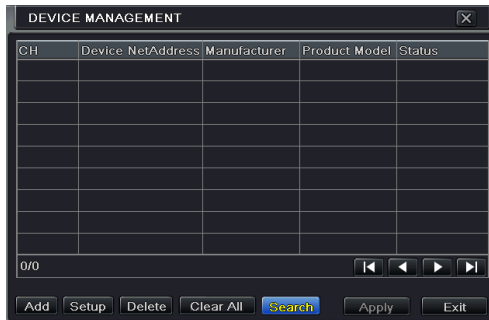 DEVICE MANAGEMENT
CH Device NetAddress Manufacturer Product Model Status
0/0
Add Setup Delete Clear All Search Apply Exit